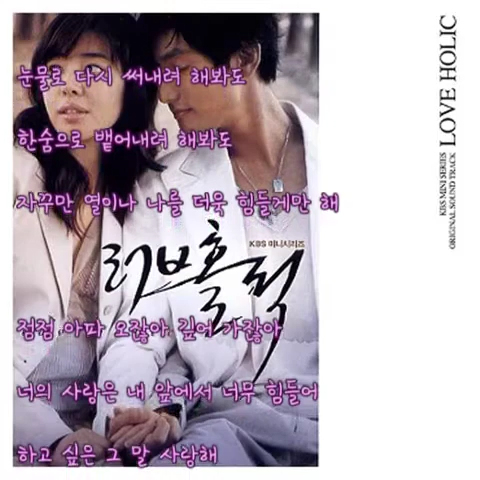 눈물로 다시 써내려 해봐도
한숨으로 뱉어내려 해봐도
자꾸만 열이나 나를 더욱 힘들게만 해
KBS 미니시리즈
러브홀릭
점점 아파 오잖아 깊어 가잖아
너의 사랑은 내 앞에서 너무 힘들어
하고 싶은 그 말 사랑해
KBS MINI SERIES
ORIGINAL SOUND TRACK
LOVE HOLIC